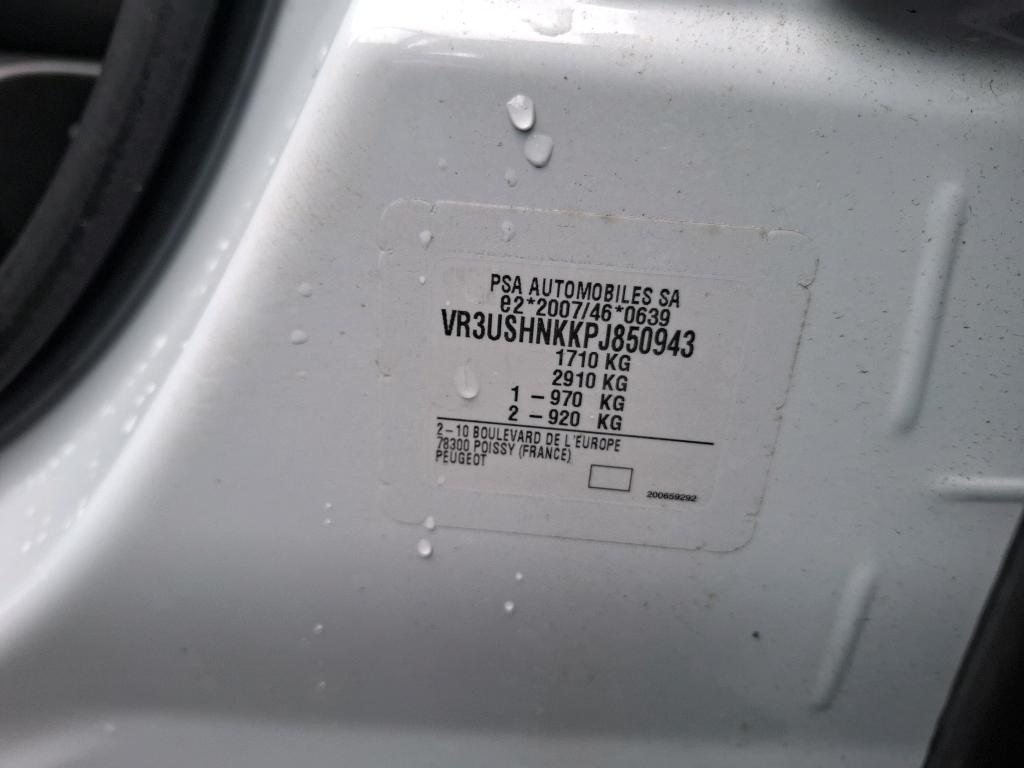 PSA AUTOMOBILES SA
e2*2007/46*0639
VR3USHNKKPJ850943
1710 KG
2910 KG
1 – 970 KG
2 – 920 KG
2 – 10 BOULEVARD DE L'EUROPE
78300 POISSY (FRANCE)
PEUGEOT
200659292